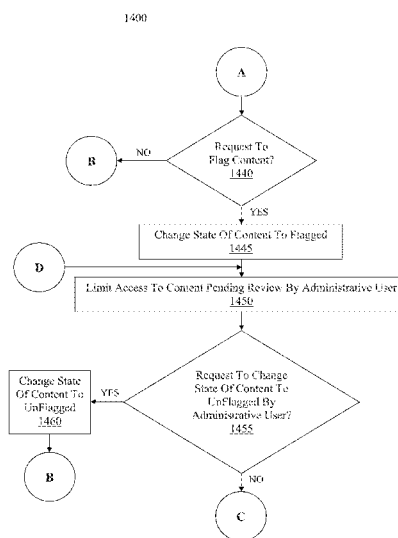 1400
A
Request To
Flag Content?
1440
NO
B
YES
Change State Of Content To Flagged
1445
D
Limit Access To Content Pending Review By Administrative User
1450
Request To Change
State Of Content To
UnFlagged By
Administrative User?
1455
YES
Change State
Of Content To
UnFlagged
1460
B
NO
C